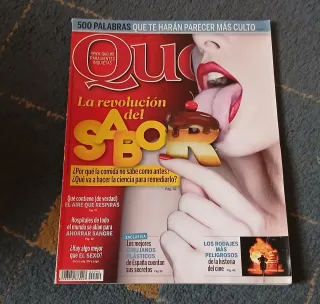 500 PALABRAS QUE TE HARÁN PARECER MÁS CULTO
Quo
La revolución
del
SABOR
¿Por qué la comida no sabe como antes?
¿Qué va a hacer la ciencia para remediarlo?
Qué contiene (de verdad)
EL AIRE QUE RESPIRAS
Hospitales de todo
el mundo se alían para
AHORRAR SANGRE
¿Hay algo mejor
que EL SEXO?
EXCLUSIVA
Los mejores
CIRUJANOS
PLÁSTICOS
de España cuentan
sus secretos
LOS RODAJES
MÁS
PELIGROSOS
de la historia
del cine